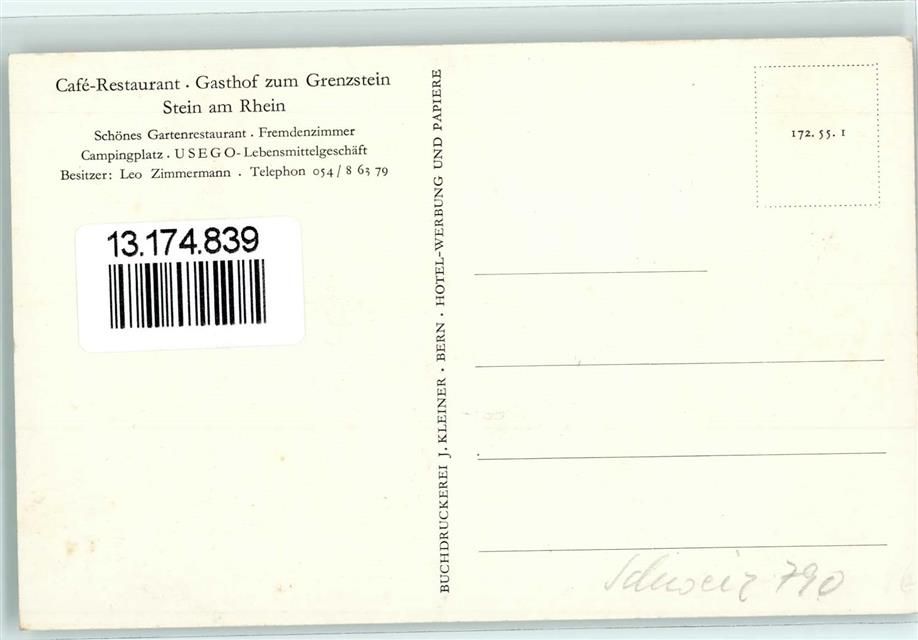 Café-Restaurant · Gasthof zum Grenzstein
Stein am Rhein
Schönes Gartenrestaurant · Fremdenzimmer
Campingplatz · USEGO-Lebensmittelgeschäft
Besitzer: Leo Zimmermann · Telephon 054/8 63 79
13.174.839
BUCHDRUCKEREI J. KLEINER · BERN · HOTEL-WERBUNG UND PAPIERE
172. 55. 1
Schweiz 790